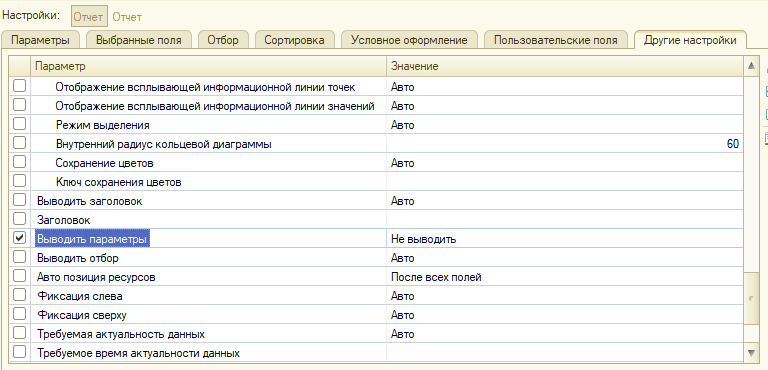 Настройки: Отчет Отчет
Параметры Выбранные поля Отбор Сортировка Условное оформление Пользовательские поля Другие настройки
Параметр Значение
Отображение всплывающей информационной линии точек Авто
Отображение всплывающей информационной линии значений Авто
Режим выделения Авто
Внутренний радиус кольцевой диаграммы 60
Сохранение цветов Авто
Ключ сохранения цветов
Выводить заголовок Авто
Заголовок
Выводить параметры Не выводить
Выводить отбор Авто
Авто позиция ресурсов После всех полей
Фиксация слева Авто
Фиксация сверху Авто
Требуемая актуальность данных Авто
Требуемое время актуальности данных